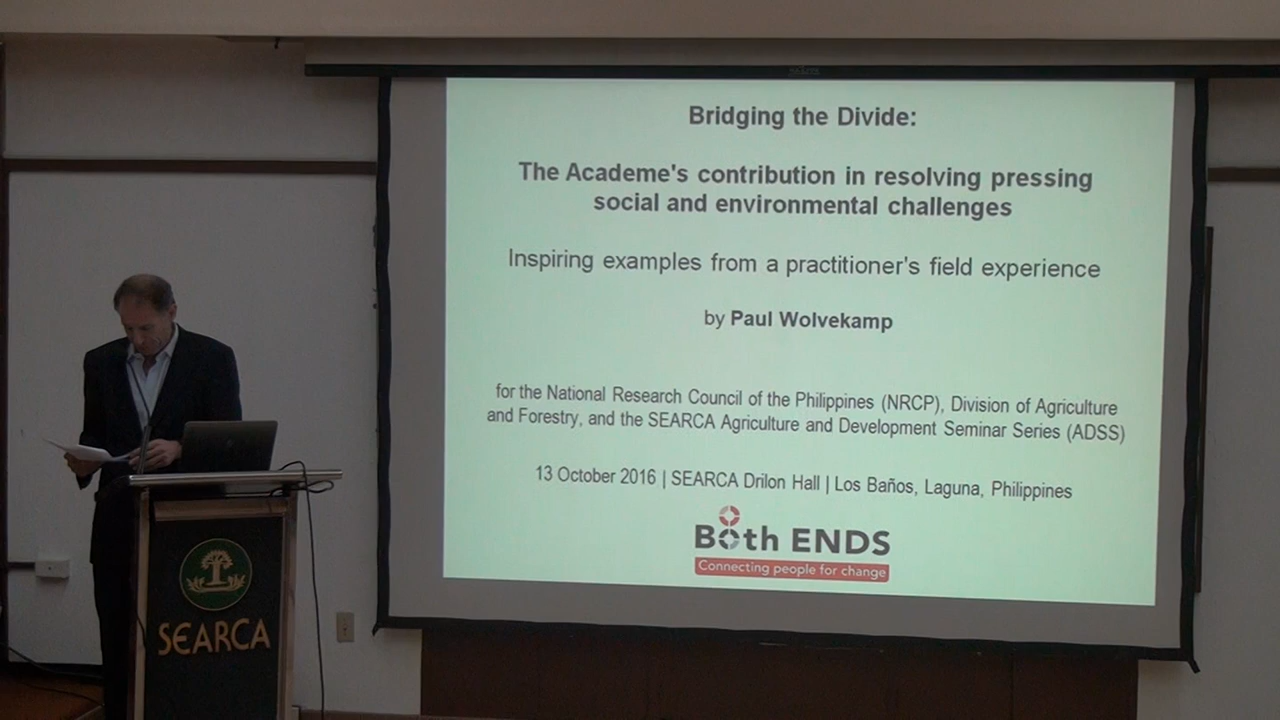 Bridging the Divide:
The Academe's contribution in resolving pressing
social and environmental challenges
Inspiring examples from a practitioner's field experience
by Paul Wolvekamp
for the National Research Council of the Philippines (NRCP), Division of Agriculture
and Forestry, and the SEARCA Agriculture and Development Seminar Series (ADSS)
13 October 2016 | SEARCA Drilon Hall | Los Baños, Laguna, Philippines
Both ENDS
Connecting people for change
SEARCA